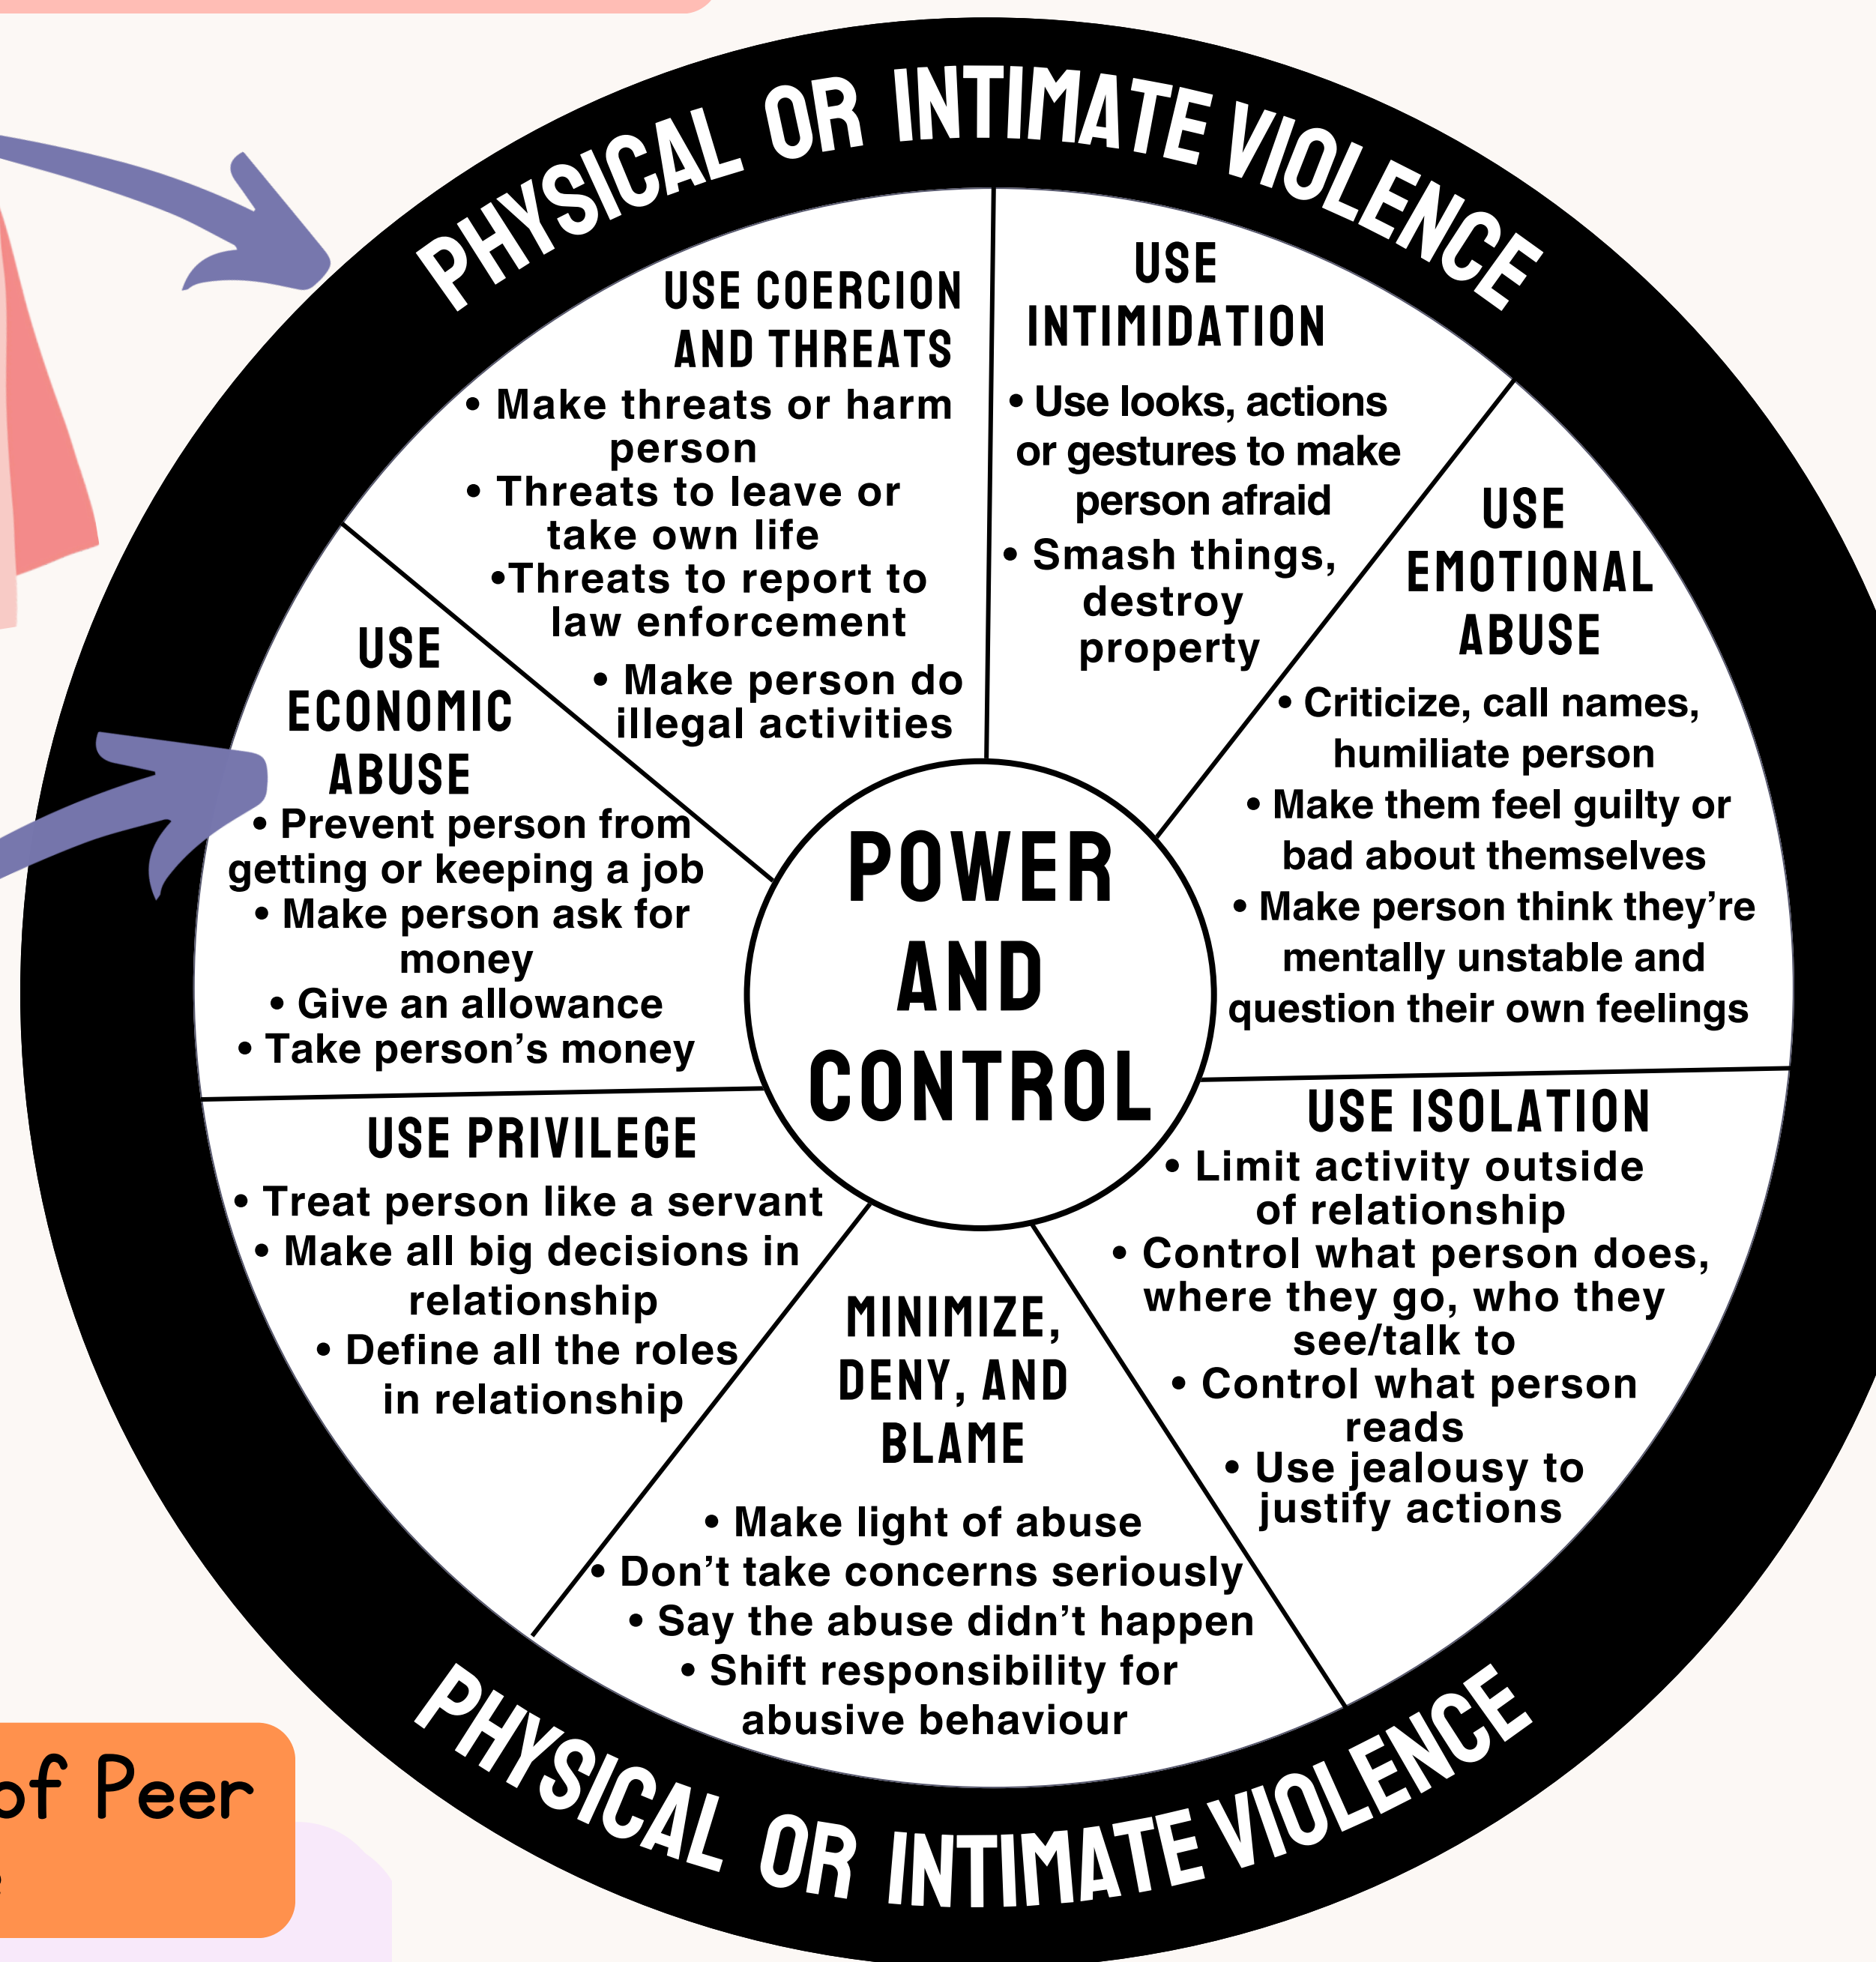 PHYSICAL OR INTIMATE VIOLENCE
USE COERCION
AND THREATS
• Make threats or harm
person
• Threats to leave or
take own life
•Threats to report to
law enforcement
• Make person do
illegal activities
USE
INTIMIDATION
• Use looks, actions
or gestures to make
person afraid
• Smash things,
destroy
property
USE
EMOTIONAL
ABUSE
• Criticize, call names,
humiliate person
• Make them feel guilty or
bad about themselves
• Make person think they’re
mentally unstable and
question their own feelings
USE
ECONOMIC
ABUSE
• Prevent person from
getting or keeping a job
• Make person ask for
money
• Give an allowance
• Take person’s money
POWER
AND
CONTROL
USE PRIVILEGE
• Treat person like a servant
• Make all big decisions in
relationship
• Define all the roles
in relationship
MINIMIZE,
DENY, AND
BLAME
• Make light of abuse
• Don’t take concerns seriously
• Say the abuse didn’t happen
• Shift responsibility for
abusive behaviour
USE ISOLATION
• Limit activity outside
of relationship
• Control what person does,
where they go, who they
see/talk to
• Control what person
reads
• Use jealousy to
justify actions
PHYSICAL OR INTIMATE VIOLENCE
of Peer